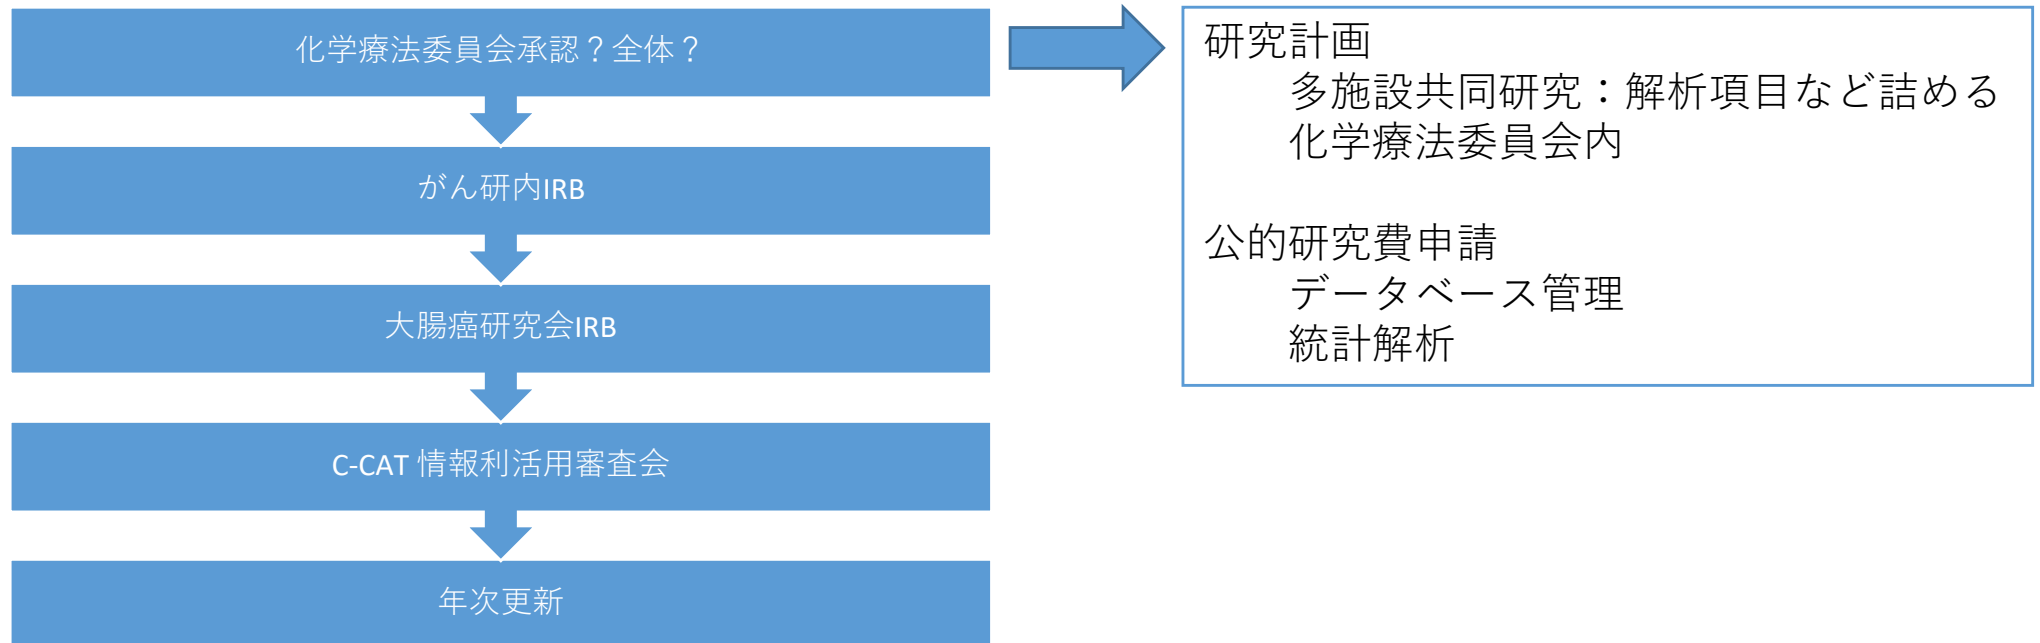 化学療法委員会承認？全体？
がん研内IRB
大腸癌研究会IRB
C-CAT 情報利活用審査会
年次更新
研究計画
多施設共同研究：解析項目など詰める
化学療法委員会内
公的研究費申請
データベース管理
統計解析